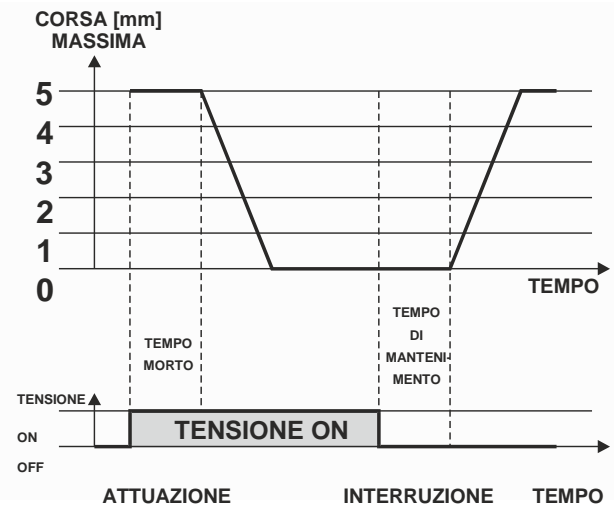 CORSA [mm]
MASSIMA
5
4
3
2
1
0
TEMPO
TEMPO
MORTO
TEMPO
DI
MANTENI-
MENTO
TENSIONE
ON
OFF
TENSIONE ON
ATTUAZIONE
INTERRUZIONE
TEMPO